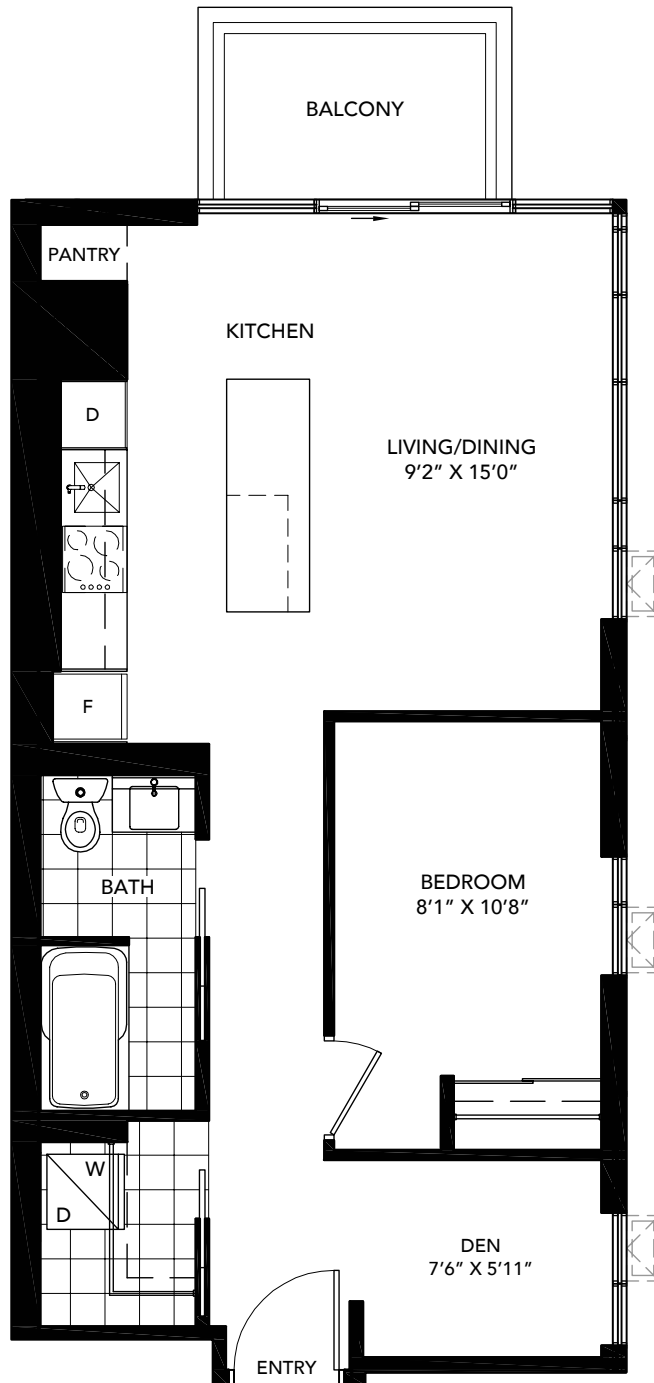 BALCONY
PANTRY
KITCHEN
D
LIVING/DINING
9’2” X 15’0”
F
BATH
BEDROOM
8’1” X 10’8”
W
D
DEN
7’6” X 5’11”
ENTRY